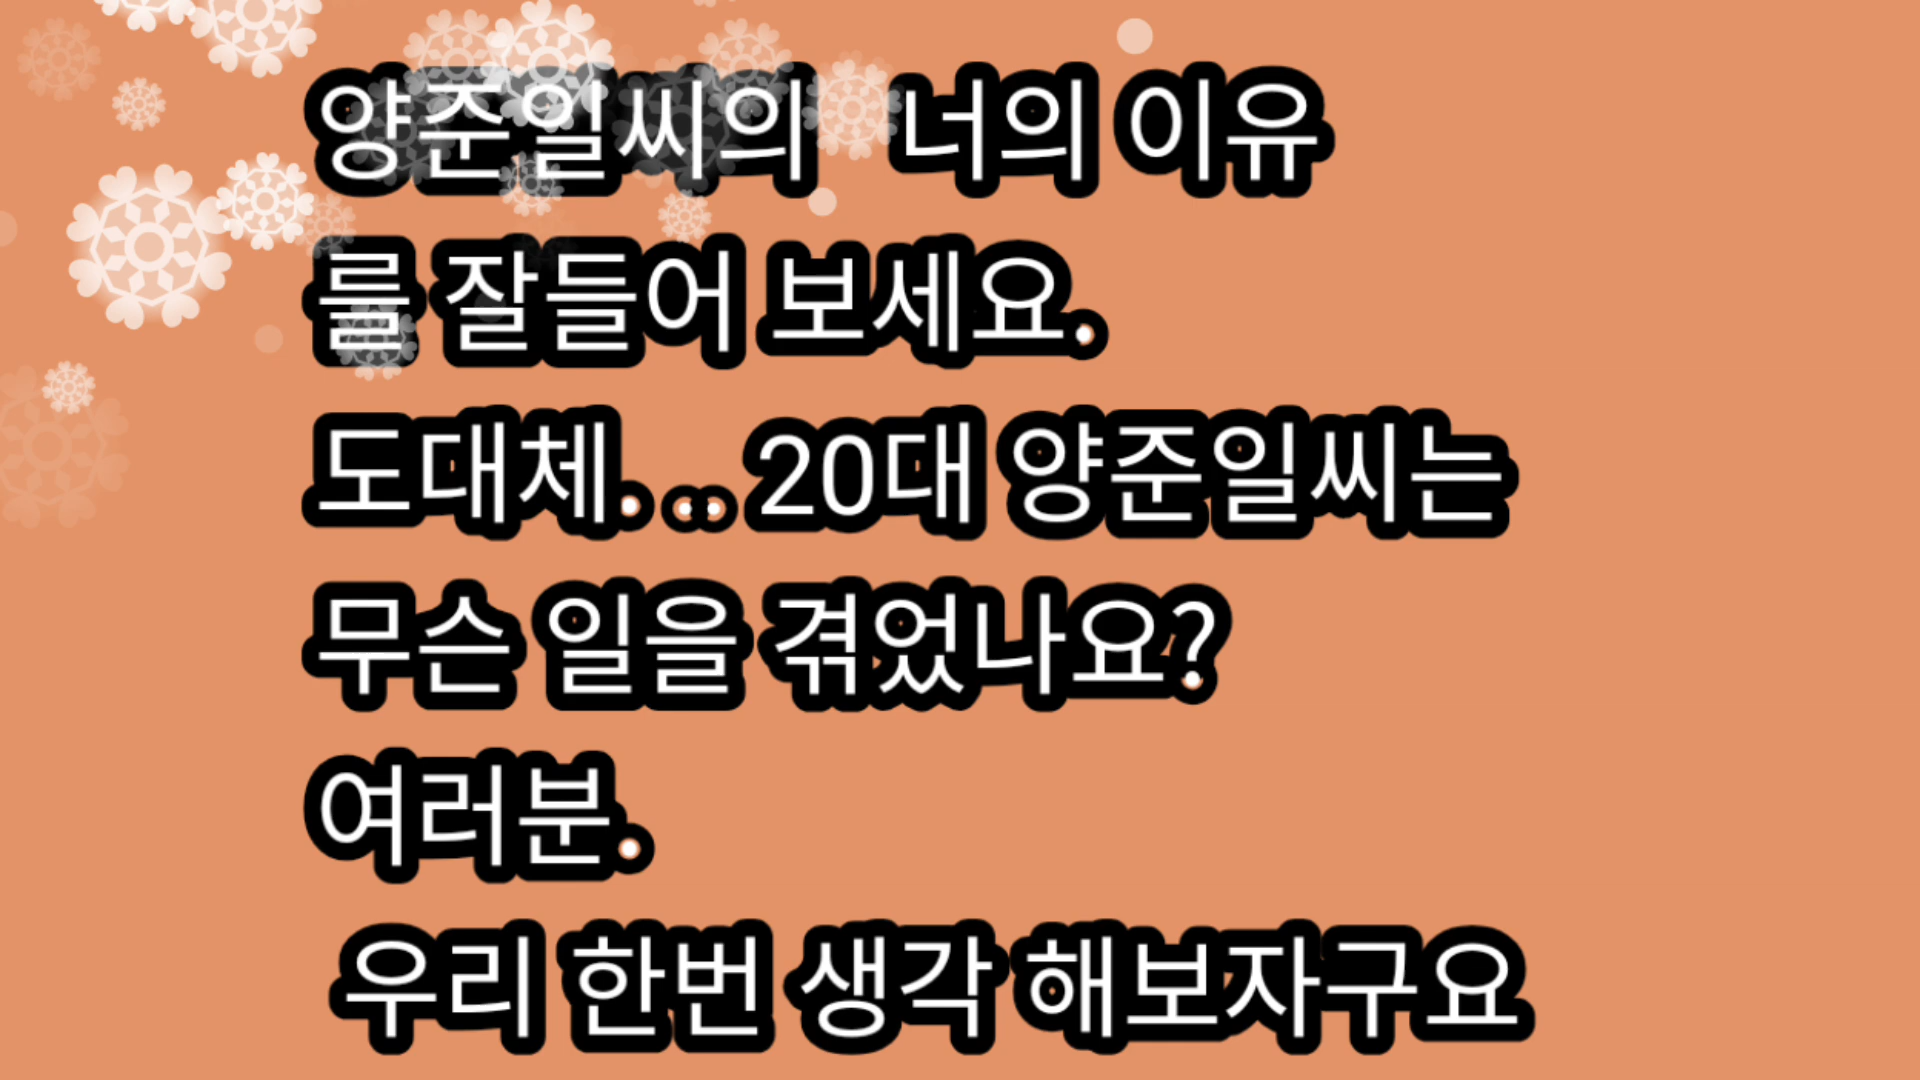 양준일씨의 너의 이유
를 잘들어 보세요.
도대체. .. 20대 양준일씨는
무슨 일을 겪었나요?
여러분.
우리 한번 생각 해보자구요